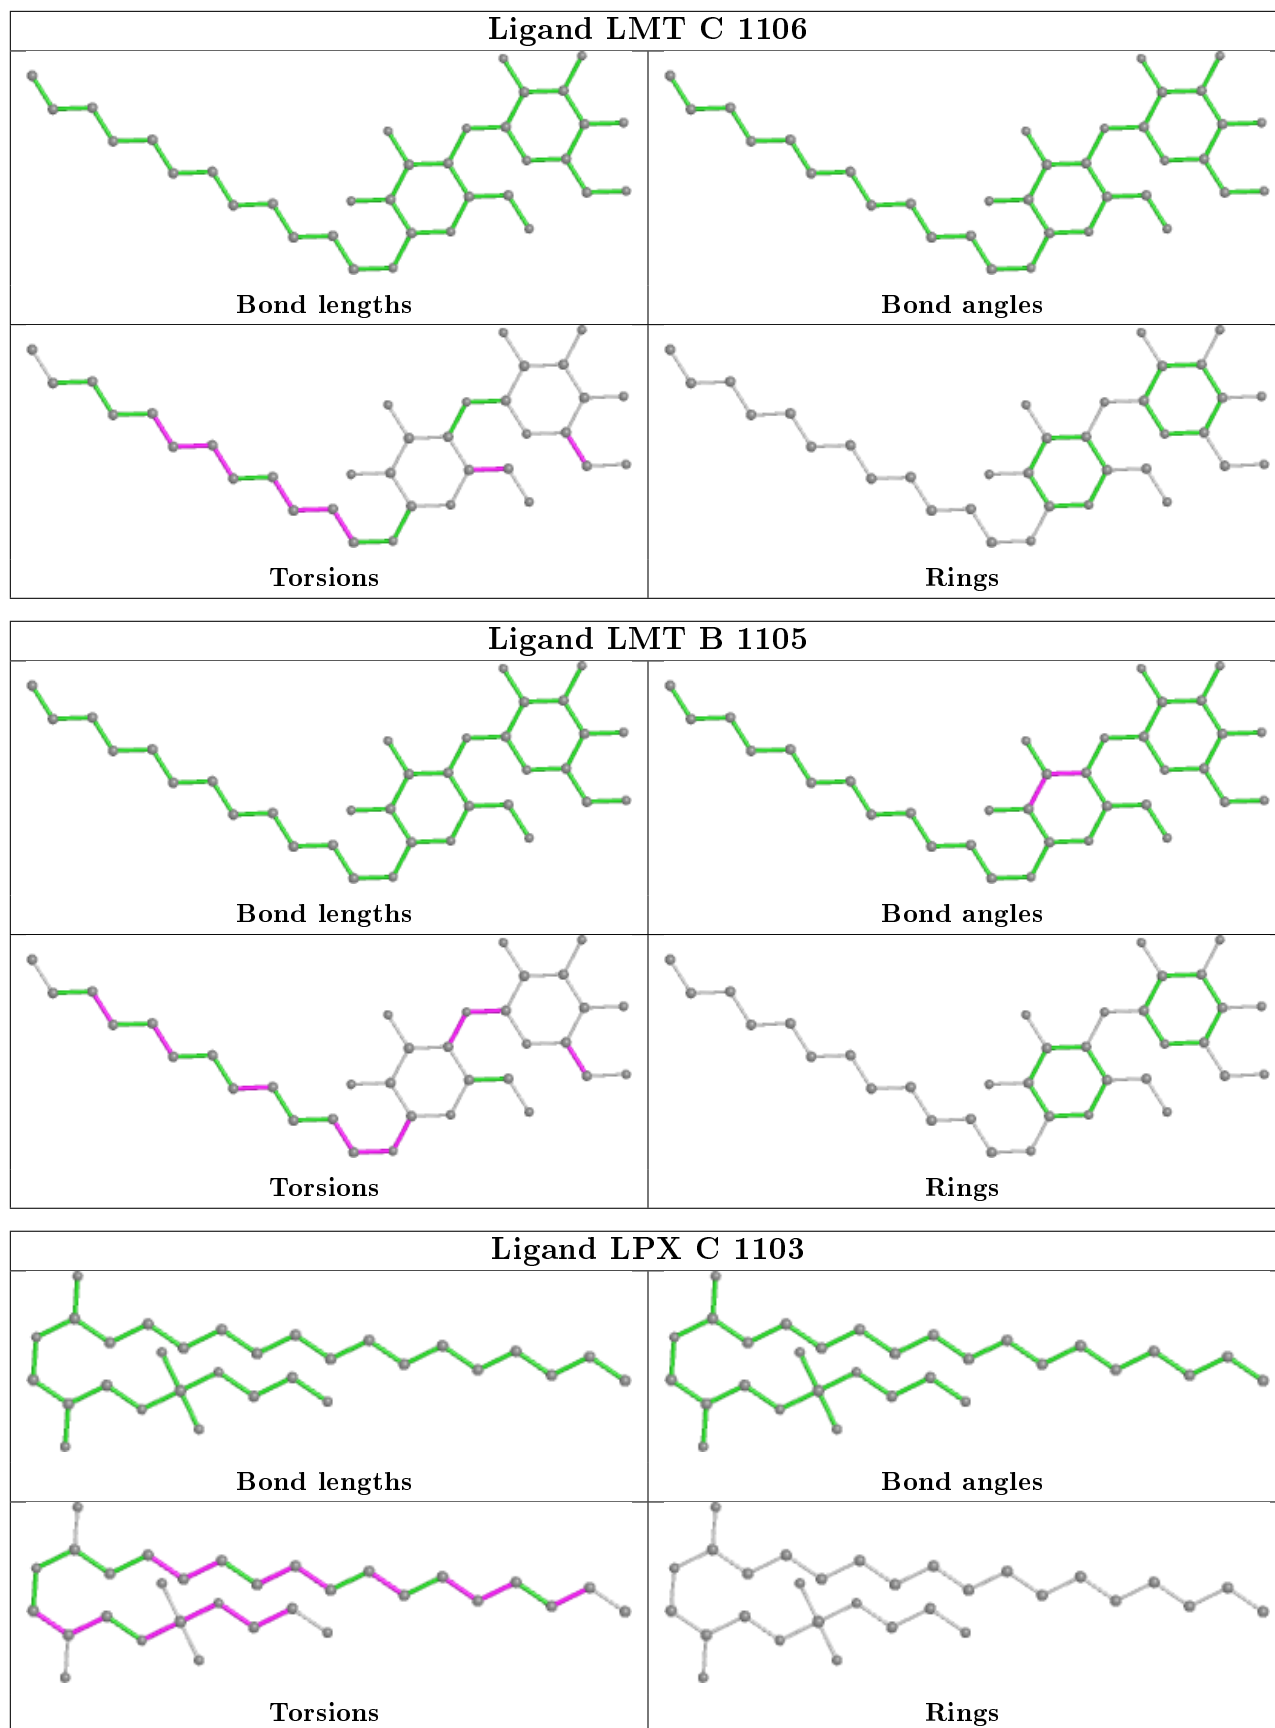 Ligand LMT C 1106
Bond lengths
Bond angles
Torsions
Rings
Ligand LMT B 1105
Bond lengths
Bond angles
Torsions
Rings
Ligand LPX C 1103
Bond lengths
Bond angles
Torsions
Rings